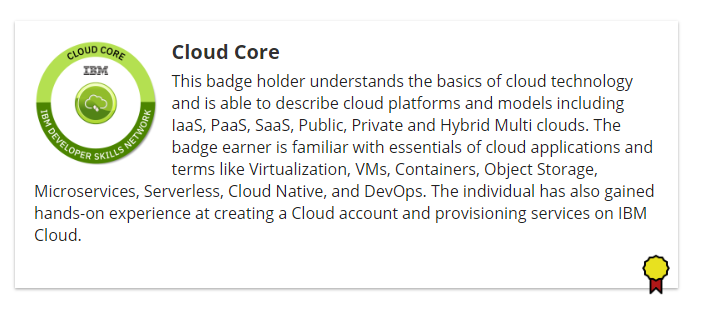 CLOUD CORE
IBM
IBM DEVELOPER SKILLS NETWORK
Cloud Core
This badge holder understands the basics of cloud technology
and is able to describe cloud platforms and models including
IaaS, PaaS, SaaS, Public, Private and Hybrid Multi clouds. The
badge earner is familiar with essentials of cloud applications and
terms like Virtualization, VMs, Containers, Object Storage,
Microservices, Serverless, Cloud Native, and DevOps. The individual has also gained
hands-on experience at creating a Cloud account and provisioning services on IBM
Cloud.